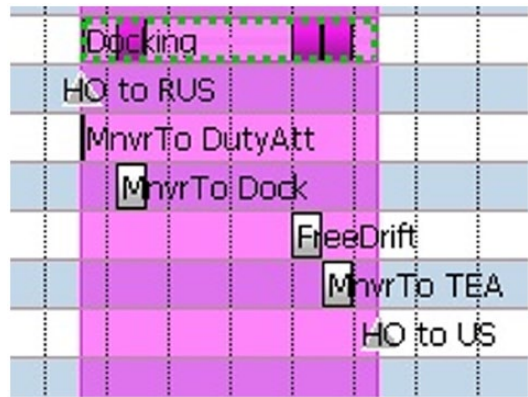 Docking
HO to RUS
MnvrTo DutyAtt
MnvrTo Dock
FreeDrift
MnvrTo TEA
HO to US